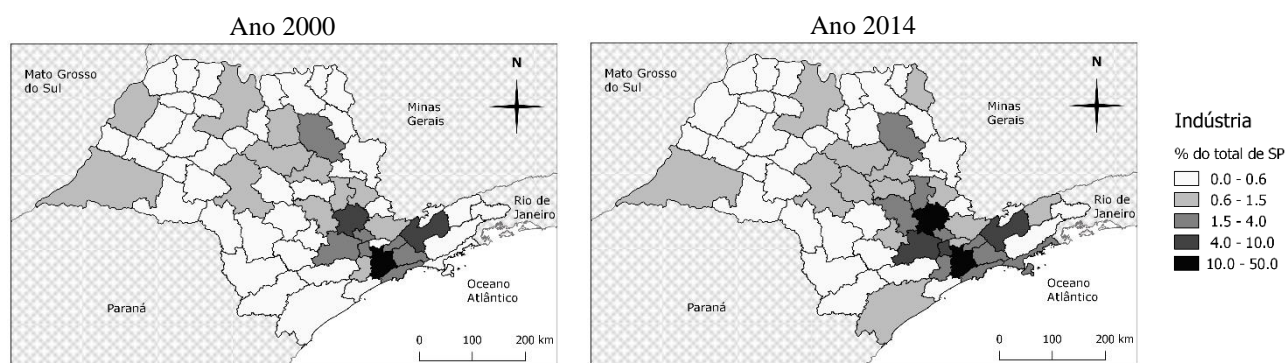 Ano 2000
Mato Grosso
do Sul
N
Minas
Gerais
Rio de
Janeiro
Oceano
Atlântico
Paraná
0 100 200 km
Ano 2014
Mato Grosso
do Sul
N
Minas
Gerais
Rio de
Janeiro
Oceano
Atlântico
Paraná
0 100 200 km
Indústria
% do total de SP
0.0 - 0.6
0.6 - 1.5
1.5 - 4.0
4.0 - 10.0
10.0 - 50.0